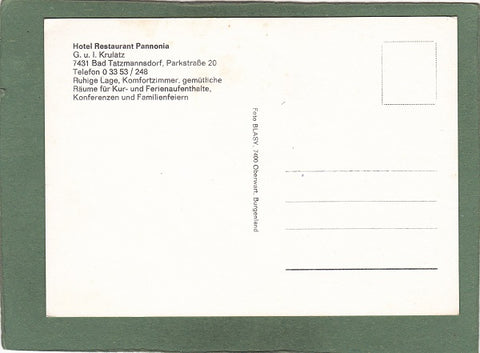 Hotel Restaurant Pannonia
G. u. I. Krulatz
7431 Bad Tatzmannsdorf, Parkstraße 20
Telefon 0 33 53 / 248
Ruhige Lage, Komfortzimmer, gemütliche
Räume für Kur- und Ferienaufenthalte,
Konferenzen und Familienfeiern
Foto BLASY, 7400 Oberwart, Burgenland